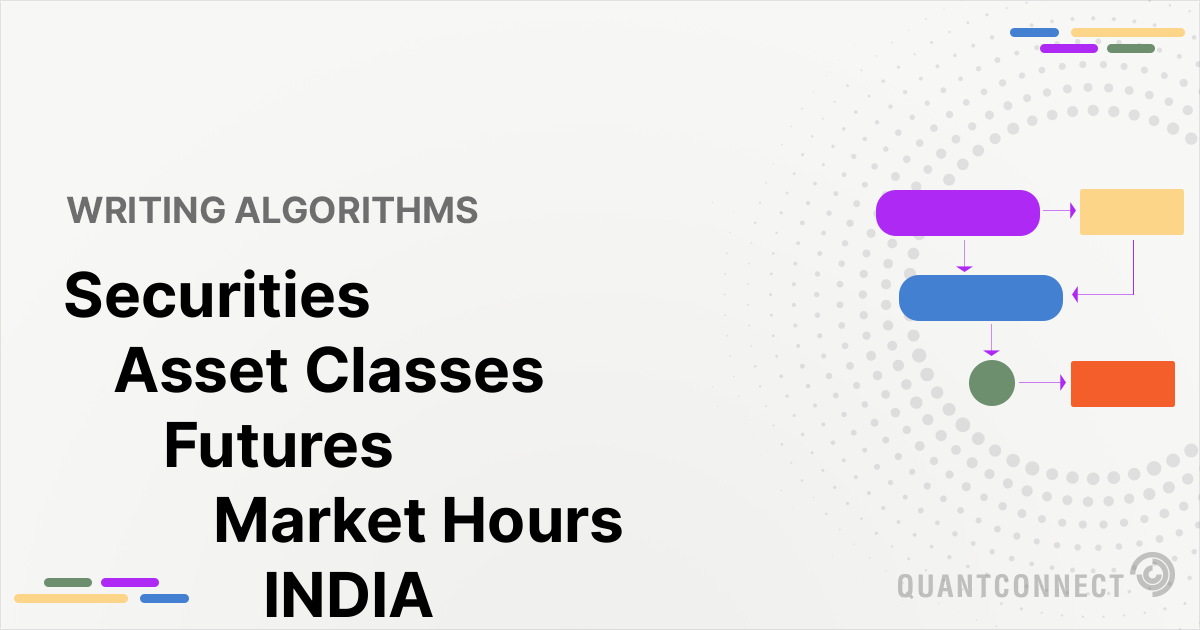 WRITING ALGORITHMS
Securities
Asset Classes
Futures
Market Hours
INDIA
QUANTCONNECT